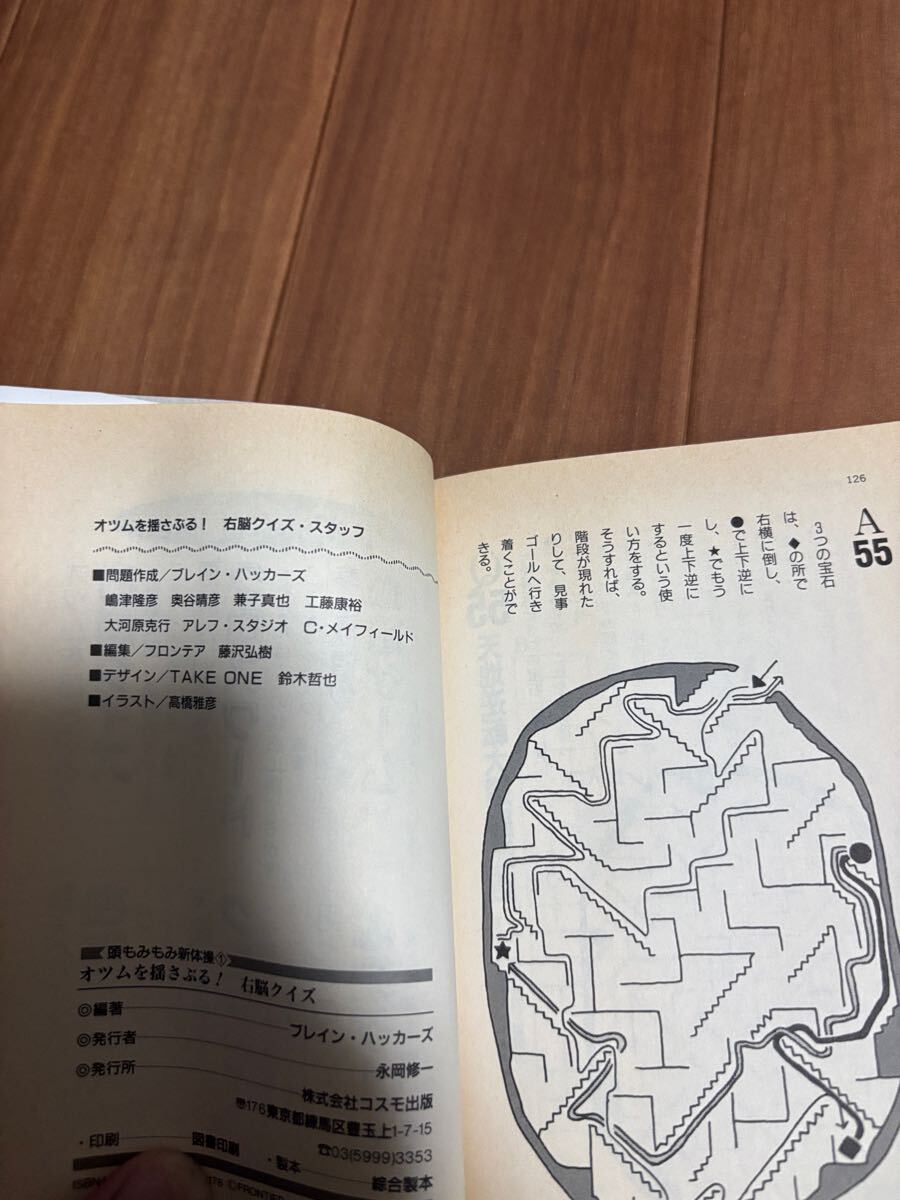 126
A
55
3つの宝石
は、◆の所で
右横に倒し、
●で上下逆に
し、★でもう
一度上下逆に
するという使
い方をする。
そうすれば、
階段が現れた
りして、見事
ゴールへ行き
着くことがで
きる。
オツムを揺さぶる! 右脳クイズ・スタッフ
■問題作成/ブレイン・ハッカーズ
嶋津隆彦 奥谷晴彦 兼子真也 工藤康裕
大河原克行 アレフ・スタジオ C・メイフィールド
■編集/フロンテア 藤沢弘樹
■デザイン/TAKE ONE 鈴木哲也
■イラスト/高橋雅彦
頭もみもみ新体操①
オツムを揺さぶる! 右脳クイズ
◎編著 ブレイン・ハッカーズ
◎発行者 永岡修一
◎発行所 株式会社コスモ出版
〠176東京都練馬区豊玉上1-7-15
☎03(5999)3353
・印刷 図書印刷 ・製本 綜合製本
©FRONTIER